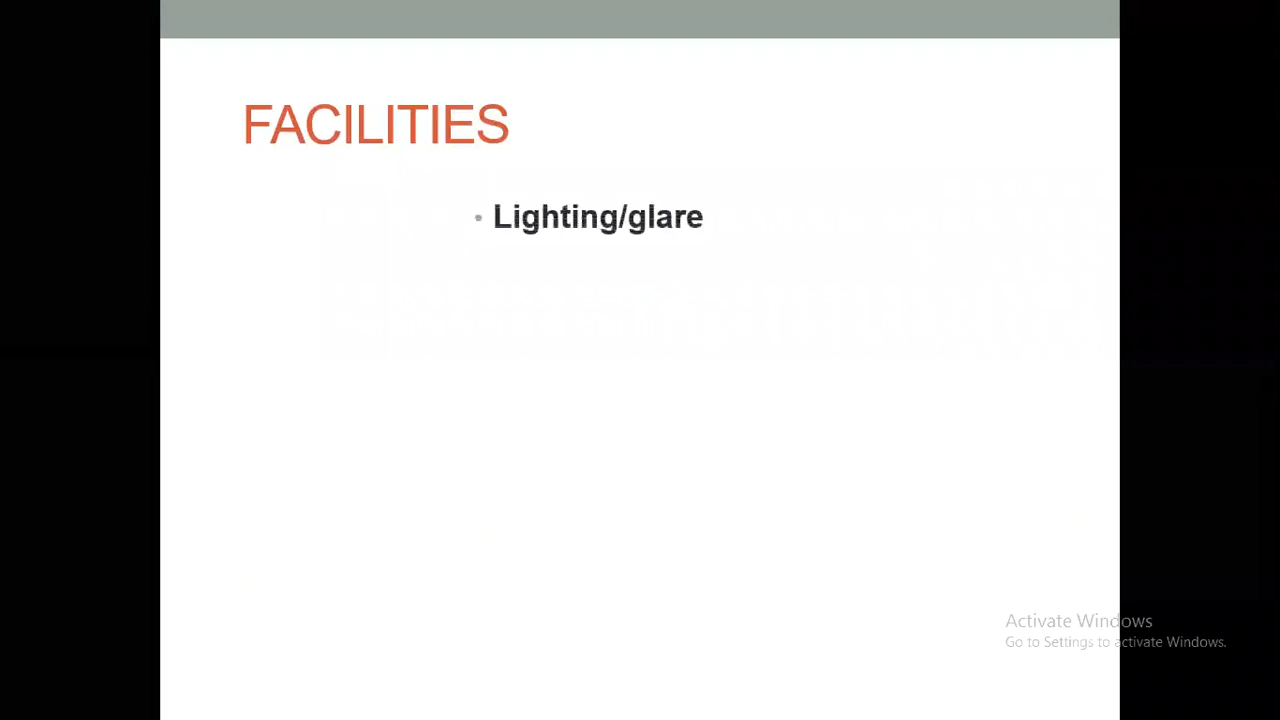 FACILITIES
• Lighting/glare
Activate Windows
Go to Settings to activate Windows.